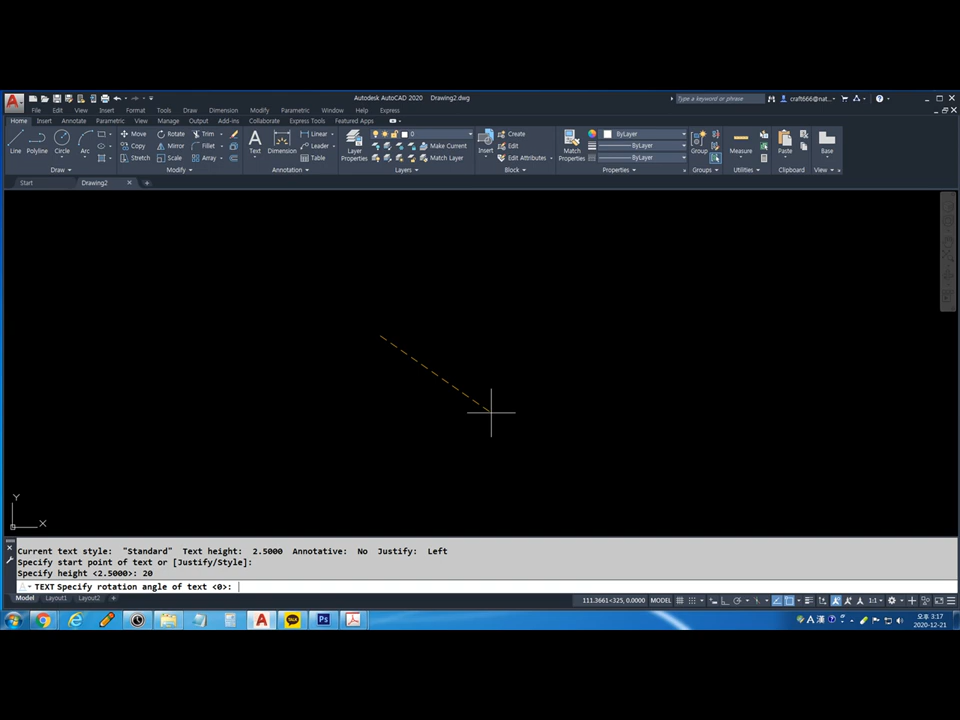 Autodesk AutoCAD 2020 Drawing2.dwg
Type a keyword or phrase
craft666@nat...
File Edit View Insert Format Tools Draw Dimension Modify Parametric Window Help Express
Home Insert Annotate Parametric View Manage Output Add-ins Collaborate Express Tools Featured Apps
Line Polyline Circle Arc
Move Rotate Trim
Copy Mirror Fillet
Stretch Scale Array
Text Dimension
Linear
Leader
Table
Layer Properties
0
Make Current
Match Layer
Insert
Create
Edit
Edit Attributes
Match Properties
ByLayer
ByLayer
ByLayer
Group
Measure
Paste
Base
Draw Modify Annotation Layers Block Properties Groups Utilities Clipboard View
Start Drawing2
Y
X
Current text style: "Standard" Text height: 2.5000 Annotative: No Justify: Left
Specify start point of text or [Justify/Style]:
Specify height <2.5000>: 20
TEXT Specify rotation angle of text <0>:
Model Layout1 Layout2
111.3661<325, 0.0000 MODEL
1:1
TALK
Ps
A 漢
오후 3:17
2020-12-21